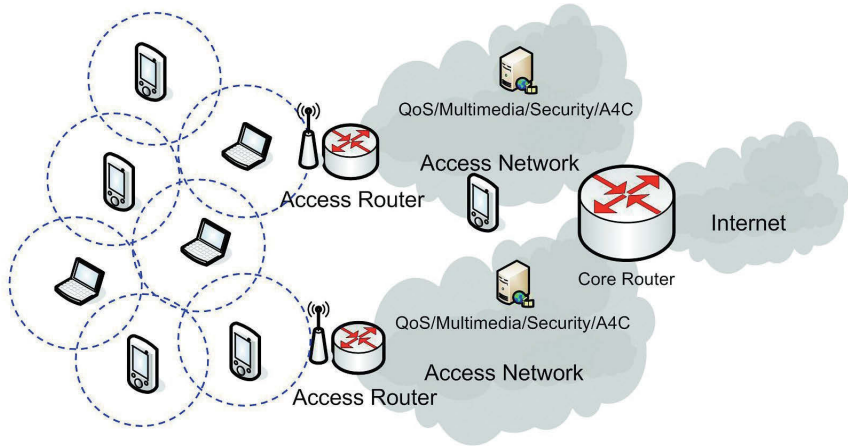 QoS/Multimedia/Security/A4C
Access Network
Access Router
Internet
Core Router
QoS/Multimedia/Security/A4C
Access Network
Access Router